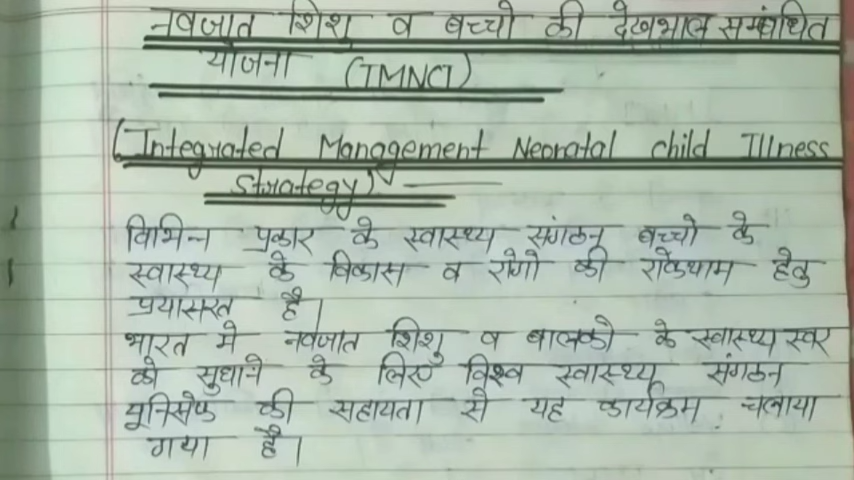 नवजात शिशु व बच्चो की देखभाल सम्बंधित
योजना (IMNCI)
(Integrated Management Neonatal child Illness
Strategy)
विभिन्न प्रकार के स्वास्थ्य संगठन बच्चो के
स्वास्थ्य के विकास व रोगो की रोकथाम हेतु
प्रयासरत है।
भारत मे नवजात शिशु व बालको के स्वास्थ्य स्तर
को सुधाने के लिए विश्व स्वास्थ्य संगठन
यूनिसेफ की सहायता से यह कार्यक्रम चलाया
गया है।